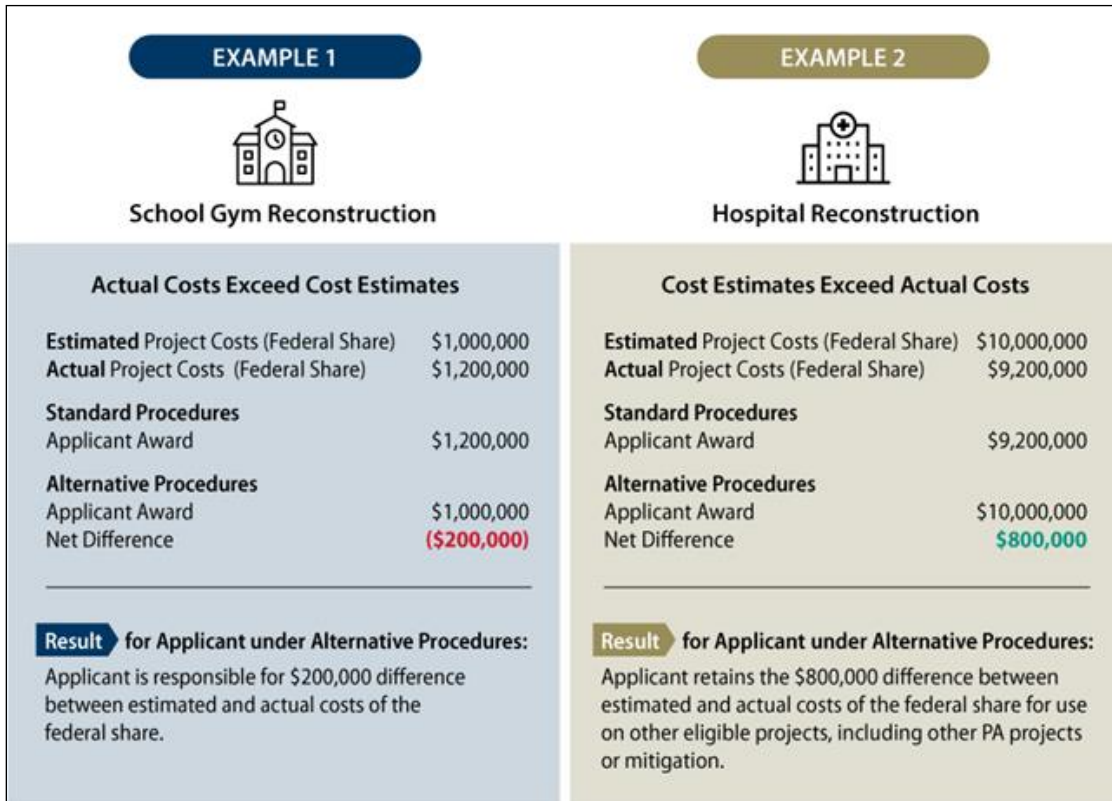 EXAMPLE 1
School Gym Reconstruction
Actual Costs Exceed Cost Estimates
Estimated Project Costs (Federal Share) $1,000,000
Actual Project Costs (Federal Share) $1,200,000
Standard Procedures
Applicant Award $1,200,000
Alternative Procedures
Applicant Award $1,000,000
Net Difference ($200,000)
Result for Applicant under Alternative Procedures:
Applicant is responsible for $200,000 difference
between estimated and actual costs of the
federal share.
EXAMPLE 2
Hospital Reconstruction
Cost Estimates Exceed Actual Costs
Estimated Project Costs (Federal Share) $10,000,000
Actual Project Costs (Federal Share) $9,200,000
Standard Procedures
Applicant Award $9,200,000
Alternative Procedures
Applicant Award $10,000,000
Net Difference $800,000
Result for Applicant under Alternative Procedures:
Applicant retains the $800,000 difference between
estimated and actual costs of the federal share for use
on other eligible projects, including other PA projects
or mitigation.